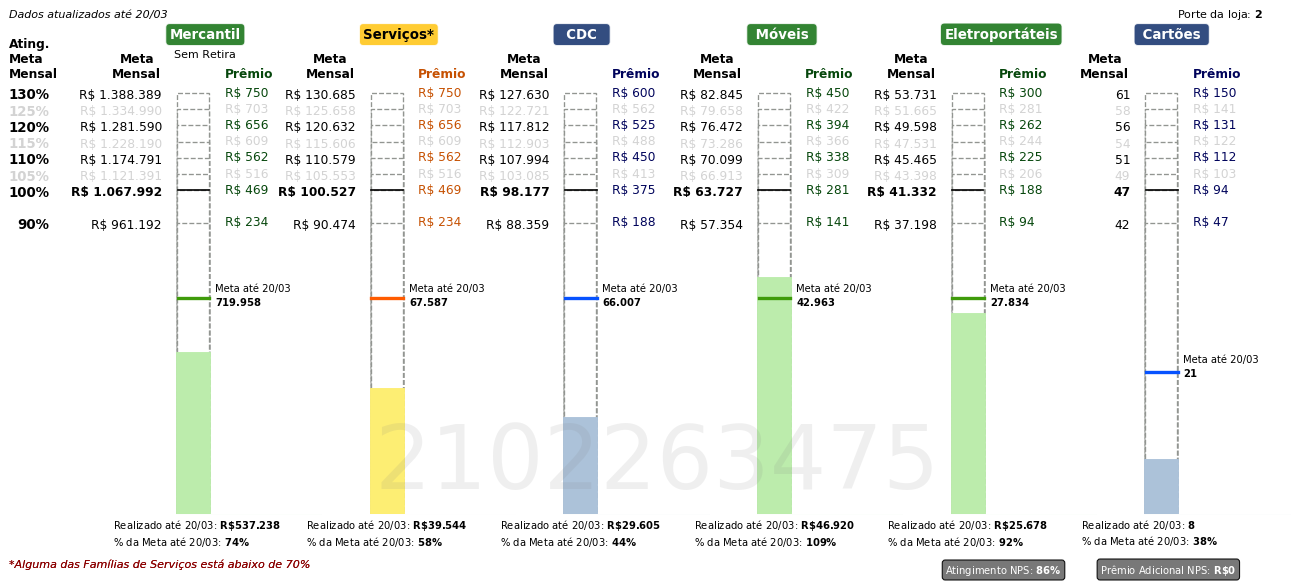 Dados atualizados até 20/03
Porte da loja: 2
Mercantil Serviços* CDC Móveis Eletroportáteis Cartões
Sem Retira
Ating. Meta Mensal
Meta Mensal Prêmio Meta Mensal Prêmio Meta Mensal Prêmio Meta Mensal Prêmio Meta Mensal Prêmio Meta Mensal Prêmio
130% R$ 1.388.389 R$ 750 R$ 130.685 R$ 750 R$ 127.630 R$ 600 R$ 82.845 R$ 450 R$ 53.731 R$ 300 61 R$ 150
125% R$ 1.334.990 R$ 703 R$ 125.658 R$ 703 R$ 122.721 R$ 562 R$ 79.658 R$ 422 R$ 51.665 R$ 281 58 R$ 141
120% R$ 1.281.590 R$ 656 R$ 120.632 R$ 656 R$ 117.812 R$ 525 R$ 76.472 R$ 394 R$ 49.598 R$ 262 56 R$ 131
115% R$ 1.228.190 R$ 609 R$ 115.606 R$ 609 R$ 112.903 R$ 488 R$ 73.286 R$ 366 R$ 47.531 R$ 244 54 R$ 122
110% R$ 1.174.791 R$ 562 R$ 110.579 R$ 562 R$ 107.994 R$ 450 R$ 70.099 R$ 338 R$ 45.465 R$ 225 51 R$ 112
105% R$ 1.121.391 R$ 516 R$ 105.553 R$ 516 R$ 103.085 R$ 413 R$ 66.913 R$ 309 R$ 43.398 R$ 206 49 R$ 103
100% R$ 1.067.992 R$ 469 R$ 100.527 R$ 469 R$ 98.177 R$ 375 R$ 63.727 R$ 281 R$ 41.332 R$ 188 47 R$ 94
90% R$ 961.192 R$ 234 R$ 90.474 R$ 234 R$ 88.359 R$ 188 R$ 57.354 R$ 141 R$ 37.198 R$ 94 42 R$ 47
Meta até 20/03 Meta até 20/03 Meta até 20/03 Meta até 20/03 Meta até 20/03
719.958 67.587 66.007 42.963 27.834
Meta até 20/03
21
2102263475
Realizado até 20/03: R$537.238 Realizado até 20/03: R$39.544 Realizado até 20/03: R$29.605 Realizado até 20/03: R$46.920 Realizado até 20/03: R$25.678 Realizado até 20/03: 8
% da Meta até 20/03: 74% % da Meta até 20/03: 58% % da Meta até 20/03: 44% % da Meta até 20/03: 109% % da Meta até 20/03: 92% % da Meta até 20/03: 38%
*Alguma das Famílias de Serviços está abaixo de 70%
Atingimento NPS: 86% Prêmio Adicional NPS: R$0